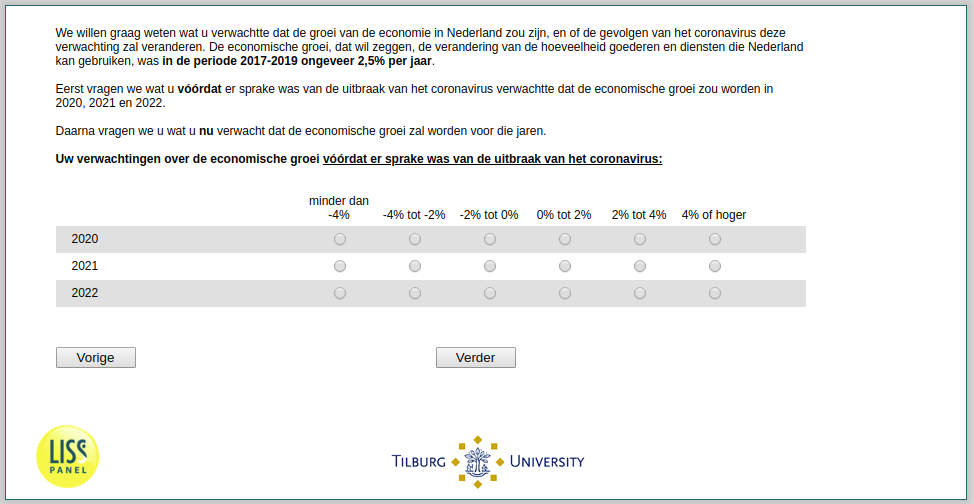 We willen graag weten wat u verwachtte dat de groei van de economie in Nederland zou zijn, en of de gevolgen van het coronavirus deze
verwachting zal veranderen. De economische groei, dat wil zeggen, de verandering van de hoeveelheid goederen en diensten die Nederland
kan gebruiken, was in de periode 2017-2019 ongeveer 2,5% per jaar.
Eerst vragen we wat u vóórdat er sprake was van de uitbraak van het coronavirus verwachtte dat de economische groei zou worden in
2020, 2021 en 2022.
Daarna vragen we u wat u nu verwacht dat de economische groei zal worden voor die jaren.
Uw verwachtingen over de economische groei vóórdat er sprake was van de uitbraak van het coronavirus:
minder dan
-4% -4% tot -2% -2% tot 0% 0% tot 2% 2% tot 4% 4% of hoger
2020
2021
2022
Vorige Verder
LISS
PANEL
TILBURG UNIVERSITY